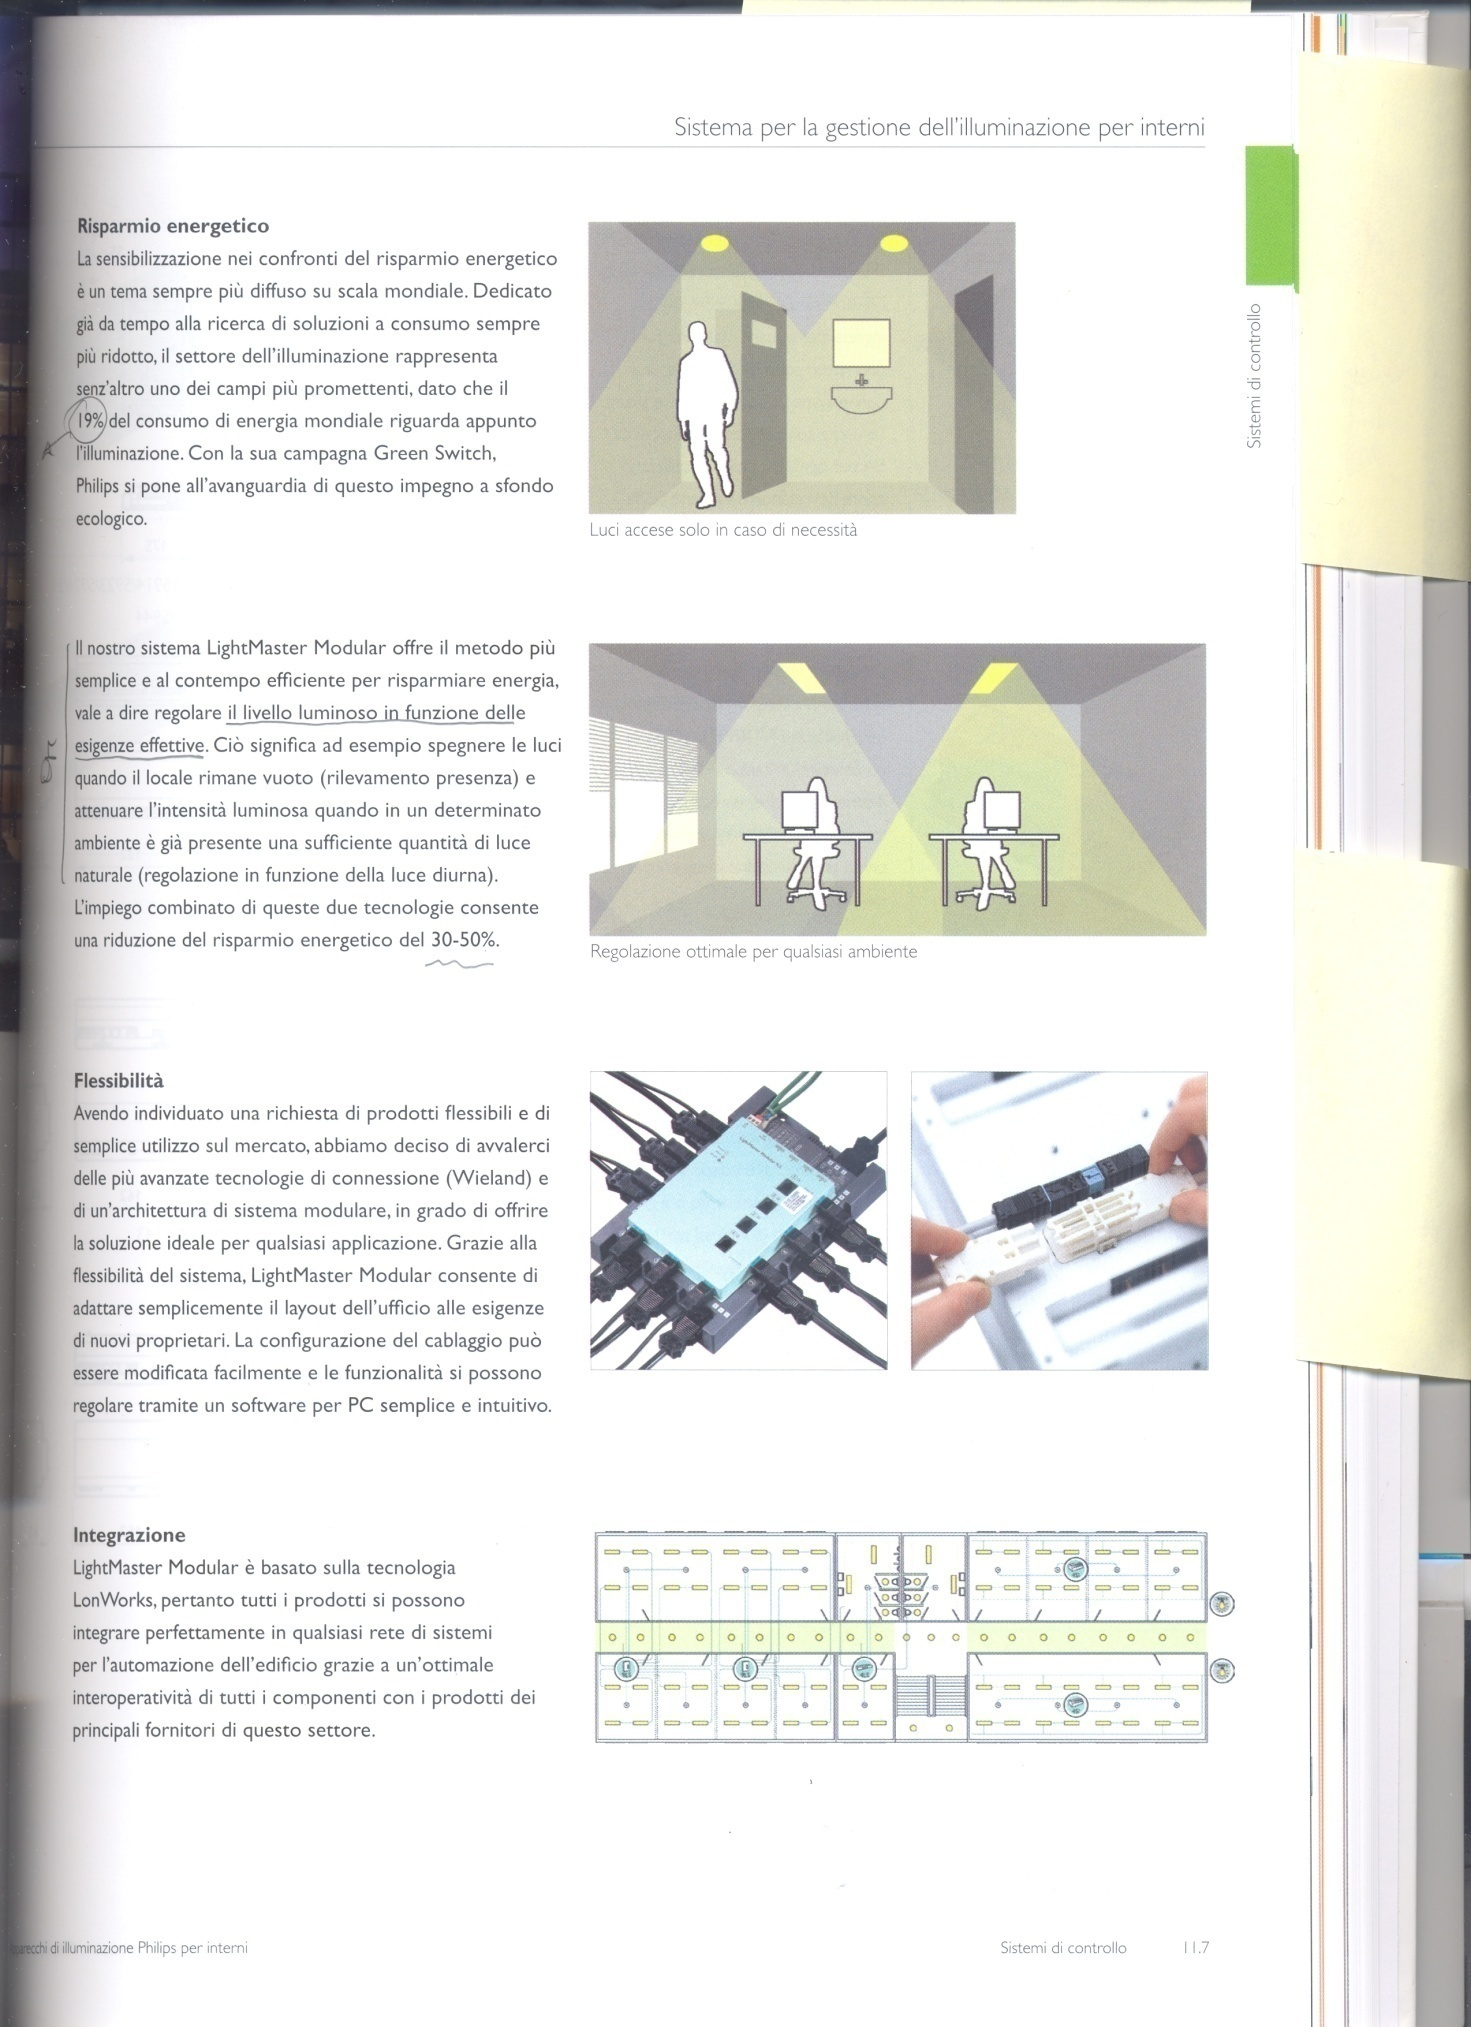 Sistema per la gestione dell'illuminazione per interni
Risparmio energetico
La sensibilizzazione nei confronti del risparmio energetico
è un tema sempre più diffuso su scala mondiale. Dedicato
già da tempo alla ricerca di soluzioni a consumo sempre
più ridotto, il settore dell'illuminazione rappresenta
senz'altro uno dei campi più promettenti, dato che il
19% del consumo di energia mondiale riguarda appunto
l'illuminazione. Con la sua campagna Green Switch,
Philips si pone all'avanguardia di questo impegno a sfondo
ecologico.
Luci accese solo in caso di necessità
Sistemi di controllo
Il nostro sistema LightMaster Modular offre il metodo più
semplice e al contempo efficiente per risparmiare energia,
vale a dire regolare il livello luminoso in funzione delle
esigenze effettive. Ciò significa ad esempio spegnere le luci
quando il locale rimane vuoto (rilevamento presenza) e
attenuare l'intensità luminosa quando in un determinato
ambiente è già presente una sufficiente quantità di luce
naturale (regolazione in funzione della luce diurna).
L'impiego combinato di queste due tecnologie consente
una riduzione del risparmio energetico del 30-50%.
Regolazione ottimale per qualsiasi ambiente
Flessibilità
Avendo individuato una richiesta di prodotti flessibili e di
semplice utilizzo sul mercato, abbiamo deciso di avvalerci
delle più avanzate tecnologie di connessione (Wieland) e
di un'architettura di sistema modulare, in grado di offrire
la soluzione ideale per qualsiasi applicazione. Grazie alla
flessibilità del sistema, LightMaster Modular consente di
adattare semplicemente il layout dell'ufficio alle esigenze
di nuovi proprietari. La configurazione del cablaggio può
essere modificata facilmente e le funzionalità si possono
regolare tramite un software per PC semplice e intuitivo.
Integrazione
LightMaster Modular è basato sulla tecnologia
LonWorks, pertanto tutti i prodotti si possono
integrare perfettamente in qualsiasi rete di sistemi
per l'automazione dell'edificio grazie a un'ottimale
interoperatività di tutti i componenti con i prodotti dei
principali fornitori di questo settore.
di illuminazione Philips per interni
Sistemi di controllo 11.7